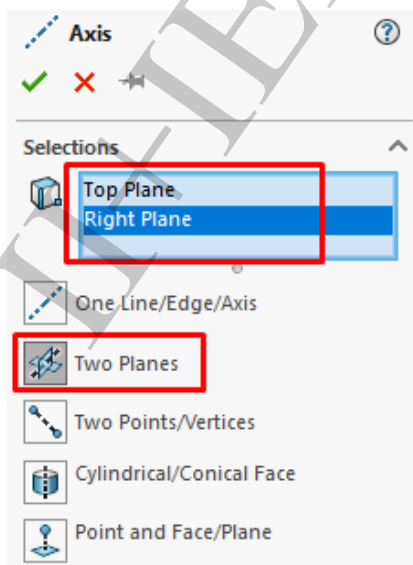 Axis
Selections
Top Plane
Right Plane
One Line/Edge/Axis
Two Planes
Two Points/Vertices
Cylindrical/Conical Face
Point and Face/Plane